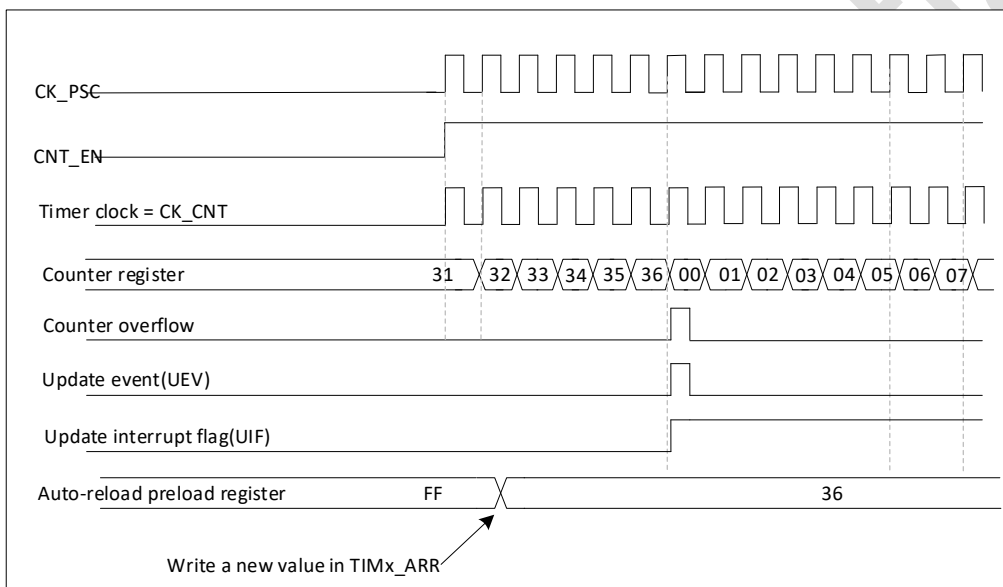 CK_PSC
CNT_EN
Timer clock = CK_CNT
Counter register 31 32 33 34 35 36 00 01 02 03 04 05 06 07
Counter overflow
Update event(UEV)
Update interrupt flag(UIF)
Auto-reload preload register FF 36
Write a new value in TIMx_ARR